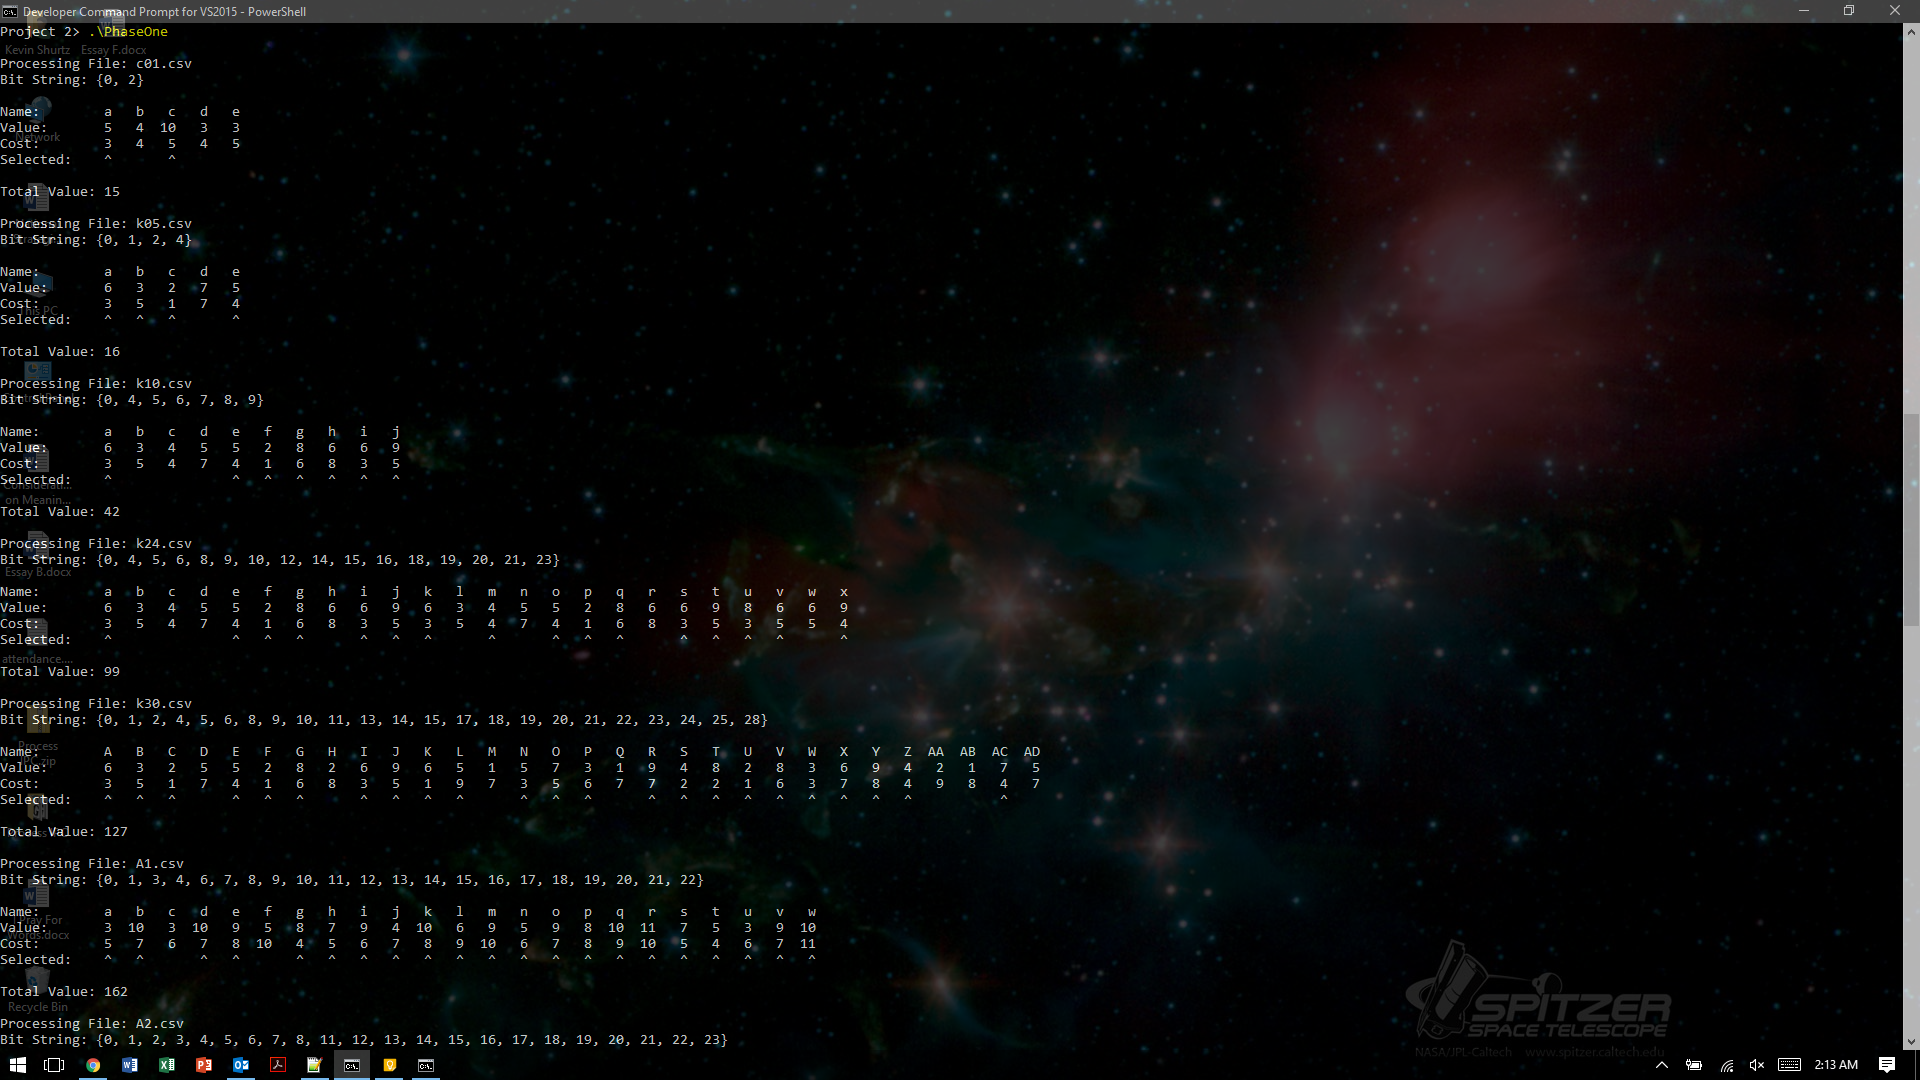 Developer Command Prompt for VS2015 - PowerShell
Project 2> .\PhaseOne
Kevin Shurtz Essay F.docx
Processing File: c01.csv
Bit String: {0, 2}
Name: a b c d e
Value: 5 4 10 3 3
Network
Cost: 3 4 5 4 5
Selected: ^ ^
Total Value: 15
Processing File: k05.csv
Bit String: {0, 1, 2, 4}
Name: a b c d e
Value: 6 3 2 7 5
Cost: 3 5 1 7 4
This PC
Selected: ^ ^ ^ ^
Total Value: 16
Processing File: k10.csv
Bit String: {0, 4, 5, 6, 7, 8, 9}
Name: a b c d e f g h i j
Value: 6 3 4 5 5 2 8 6 6 9
Cost: 3 5 4 7 4 1 6 8 3 5
Selected: ^ ^ ^ ^ ^ ^ ^
Considerati...
on Meanin...
Total Value: 42
Processing File: k24.csv
Bit String: {0, 4, 5, 6, 8, 9, 10, 12, 14, 15, 16, 18, 19, 20, 21, 23}
Essay B.docx
Name: a b c d e f g h i j k l m n o p q r s t u v w x
Value: 6 3 4 5 5 2 8 6 6 9 6 3 4 5 5 2 8 6 6 9 8 6 6 9
Cost: 3 5 4 7 4 1 6 8 3 5 3 5 4 7 4 1 6 8 3 5 3 5 5 4
Selected: ^ ^ ^ ^ ^ ^ ^ ^ ^ ^ ^ ^ ^ ^ ^ ^
attendance....
Total Value: 99
Processing File: k30.csv
Bit String: {0, 1, 2, 4, 5, 6, 8, 9, 10, 11, 13, 14, 15, 17, 18, 19, 20, 21, 22, 23, 24, 25, 28}
Process
Name: A B C D E F G H I J K L M N O P Q R S T U V W X Y Z AA AB AC AD
Value: 6 3 2 5 5 2 8 2 6 9 6 5 1 5 7 3 1 9 4 8 2 8 3 6 9 4 2 1 7 5
Cost: 3 5 1 7 4 1 6 8 3 5 1 9 7 3 5 6 7 7 2 2 1 6 3 7 8 4 9 8 4 7
Selected: ^ ^ ^ ^ ^ ^ ^ ^ ^ ^ ^ ^ ^ ^ ^ ^ ^ ^ ^ ^ ^ ^ ^
Total Value: 127
Processing File: A1.csv
Bit String: {0, 1, 3, 4, 6, 7, 8, 9, 10, 11, 12, 13, 14, 15, 16, 17, 18, 19, 20, 21, 22}
Name: a b c d e f g h i j k l m n o p q r s t u v w
I Pray For
Value: 3 10 3 10 9 5 8 7 9 4 10 6 9 5 9 8 10 11 7 5 3 9 10
Words.docx
Cost: 5 7 6 7 8 10 4 5 6 7 8 9 10 6 7 8 9 10 5 4 6 7 11
Selected: ^ ^ ^ ^ ^ ^ ^ ^ ^ ^ ^ ^ ^ ^ ^ ^ ^ ^ ^ ^ ^
Total Value: 162
Recycle Bin
Processing File: A2.csv
Bit String: {0, 1, 2, 3, 4, 5, 6, 7, 8, 11, 12, 13, 14, 15, 16, 17, 18, 19, 20, 21, 22, 23}
SPITZER
SPACE TELESCOPE
NASA/JPL-Caltech www.spitzer.caltech.edu
2:13 AM